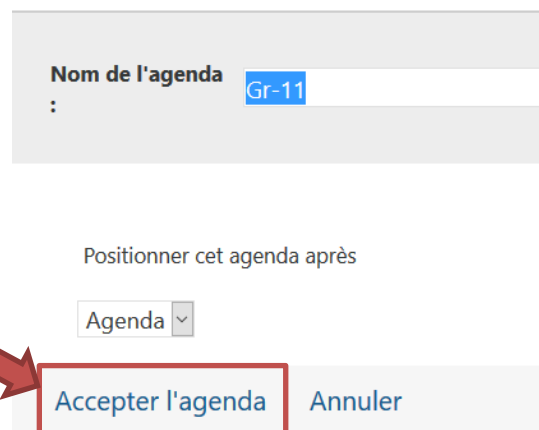 Nom de l'agenda
:
Gr-11
Positionner cet agenda après
Agenda
Accepter l'agenda Annuler